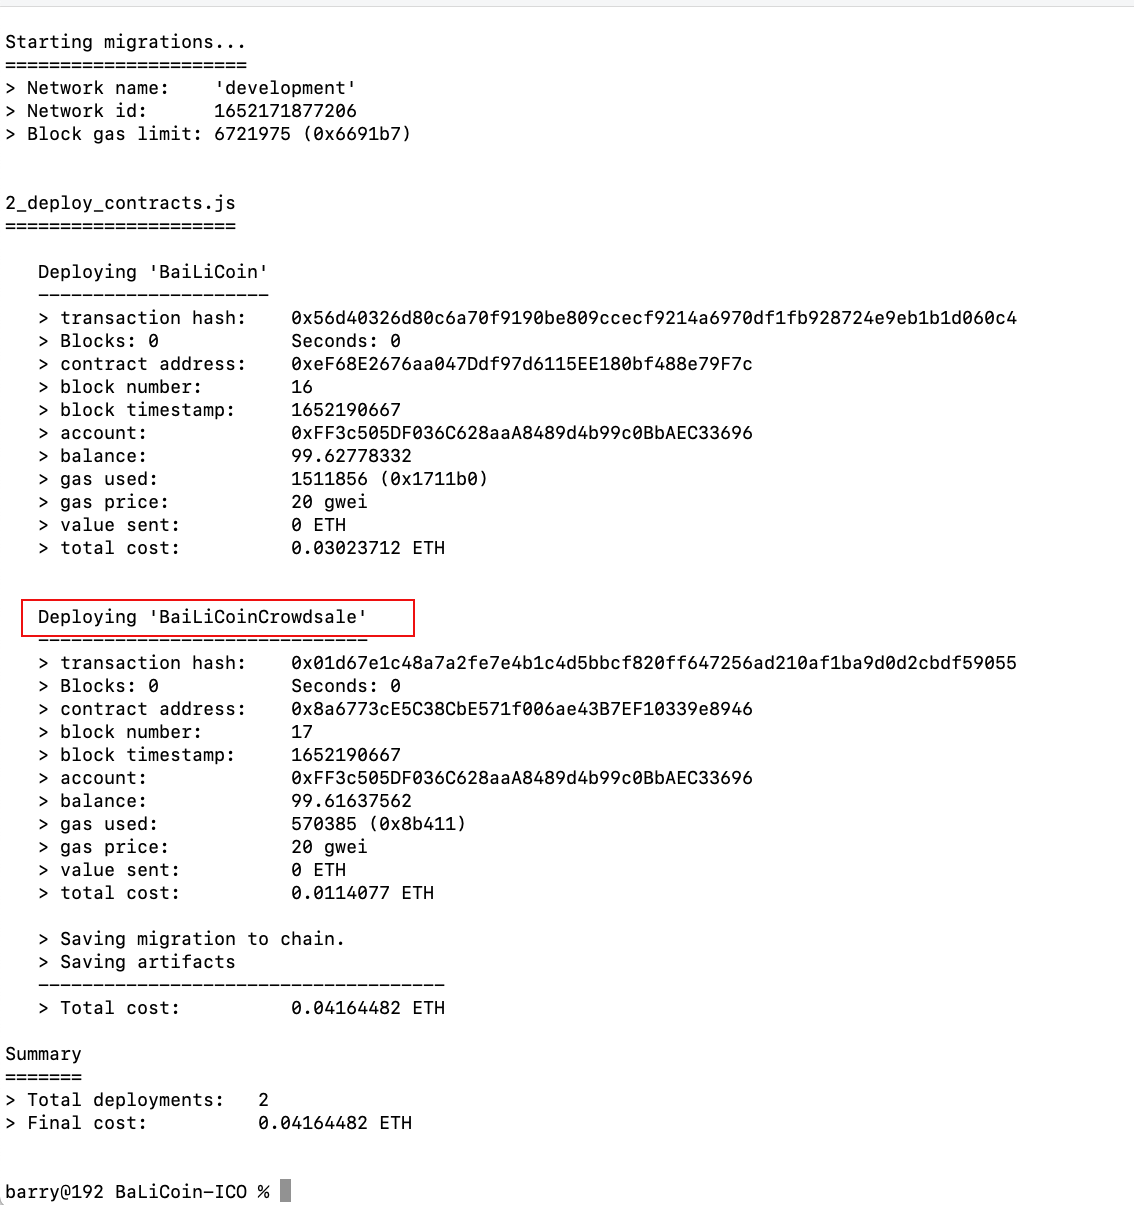 Starting migrations...
======================
> Network name:    'development'
> Network id:      1652171877206
> Block gas limit: 6721975 (0x6691b7)
2_deploy_contracts.js
=====================
Deploying 'BaiLiCoin'
---------------------
> transaction hash:    0x56d40326d80c6a70f9190be809ccecf9214a6970df1fb928724e9eb1b1d060c4
> Blocks: 0            Seconds: 0
> contract address:    0xeF68E2676aa047Ddf97d6115EE180bf488e79F7c
> block number:        16
> block timestamp:     1652190667
> account:             0xFF3c505DF036C628aaA8489d4b99c0BbAEC33696
> balance:             99.62778332
> gas used:            1511856 (0x1711b0)
> gas price:           20 gwei
> value sent:          0 ETH
> total cost:          0.03023712 ETH
Deploying 'BaiLiCoinCrowdsale'
------------------------------
> transaction hash:    0x01d67e1c48a7a2fe7e4b1c4d5bbcf820ff647256ad210af1ba9d0d2cbdf59055
> Blocks: 0            Seconds: 0
> contract address:    0x8a6773cE5C38CbE571f006ae43B7EF10339e8946
> block number:        17
> block timestamp:     1652190667
> account:             0xFF3c505DF036C628aaA8489d4b99c0BbAEC33696
> balance:             99.61637562
> gas used:            570385 (0x8b411)
> gas price:           20 gwei
> value sent:          0 ETH
> total cost:          0.0114077 ETH
> Saving migration to chain.
> Saving artifacts
-------------------------------------
> Total cost:          0.04164482 ETH
Summary
=======
> Total deployments:   2
> Final cost:          0.04164482 ETH
barry@192 BaLiCoin-ICO %